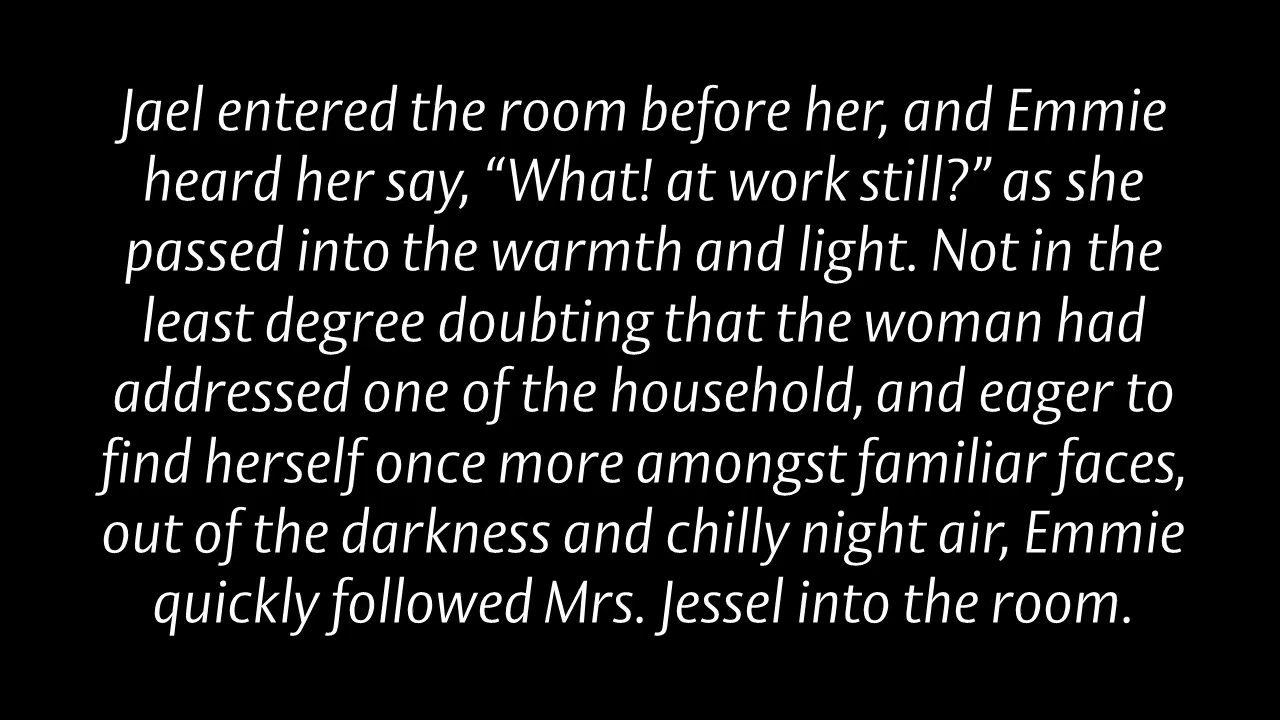 Jael entered the room before her, and Emmie
heard her say, “What! at work still?” as she
passed into the warmth and light. Not in the
least degree doubting that the woman had
addressed one of the household, and eager to
find herself once more amongst familiar faces,
out of the darkness and chilly night air, Emmie
quickly followed Mrs. Jessel into the room.